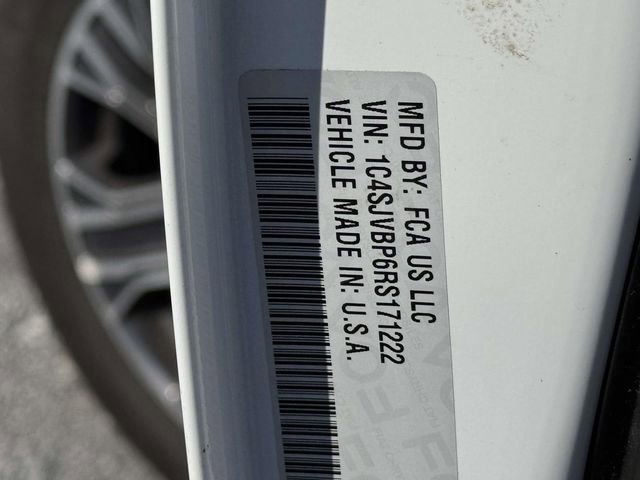 MFD BY: FCA US LLC
VIN: 1C4SJVBP6RS171222
VEHICLE MADE IN: U.S.A.